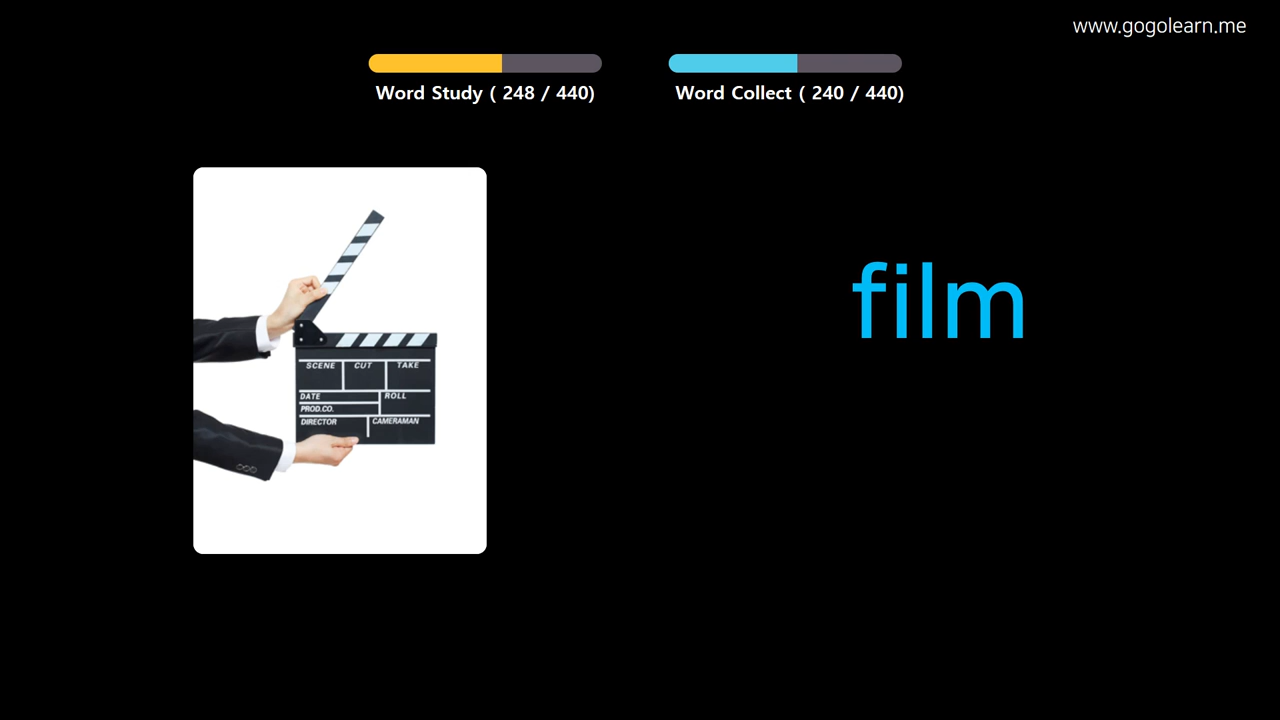 www.gogolearn.me
Word Study ( 248 / 440)
Word Collect ( 240 / 440)
film
SCENE CUT TAKE
DATE ROLL
PROD.CO.
DIRECTOR CAMERAMAN